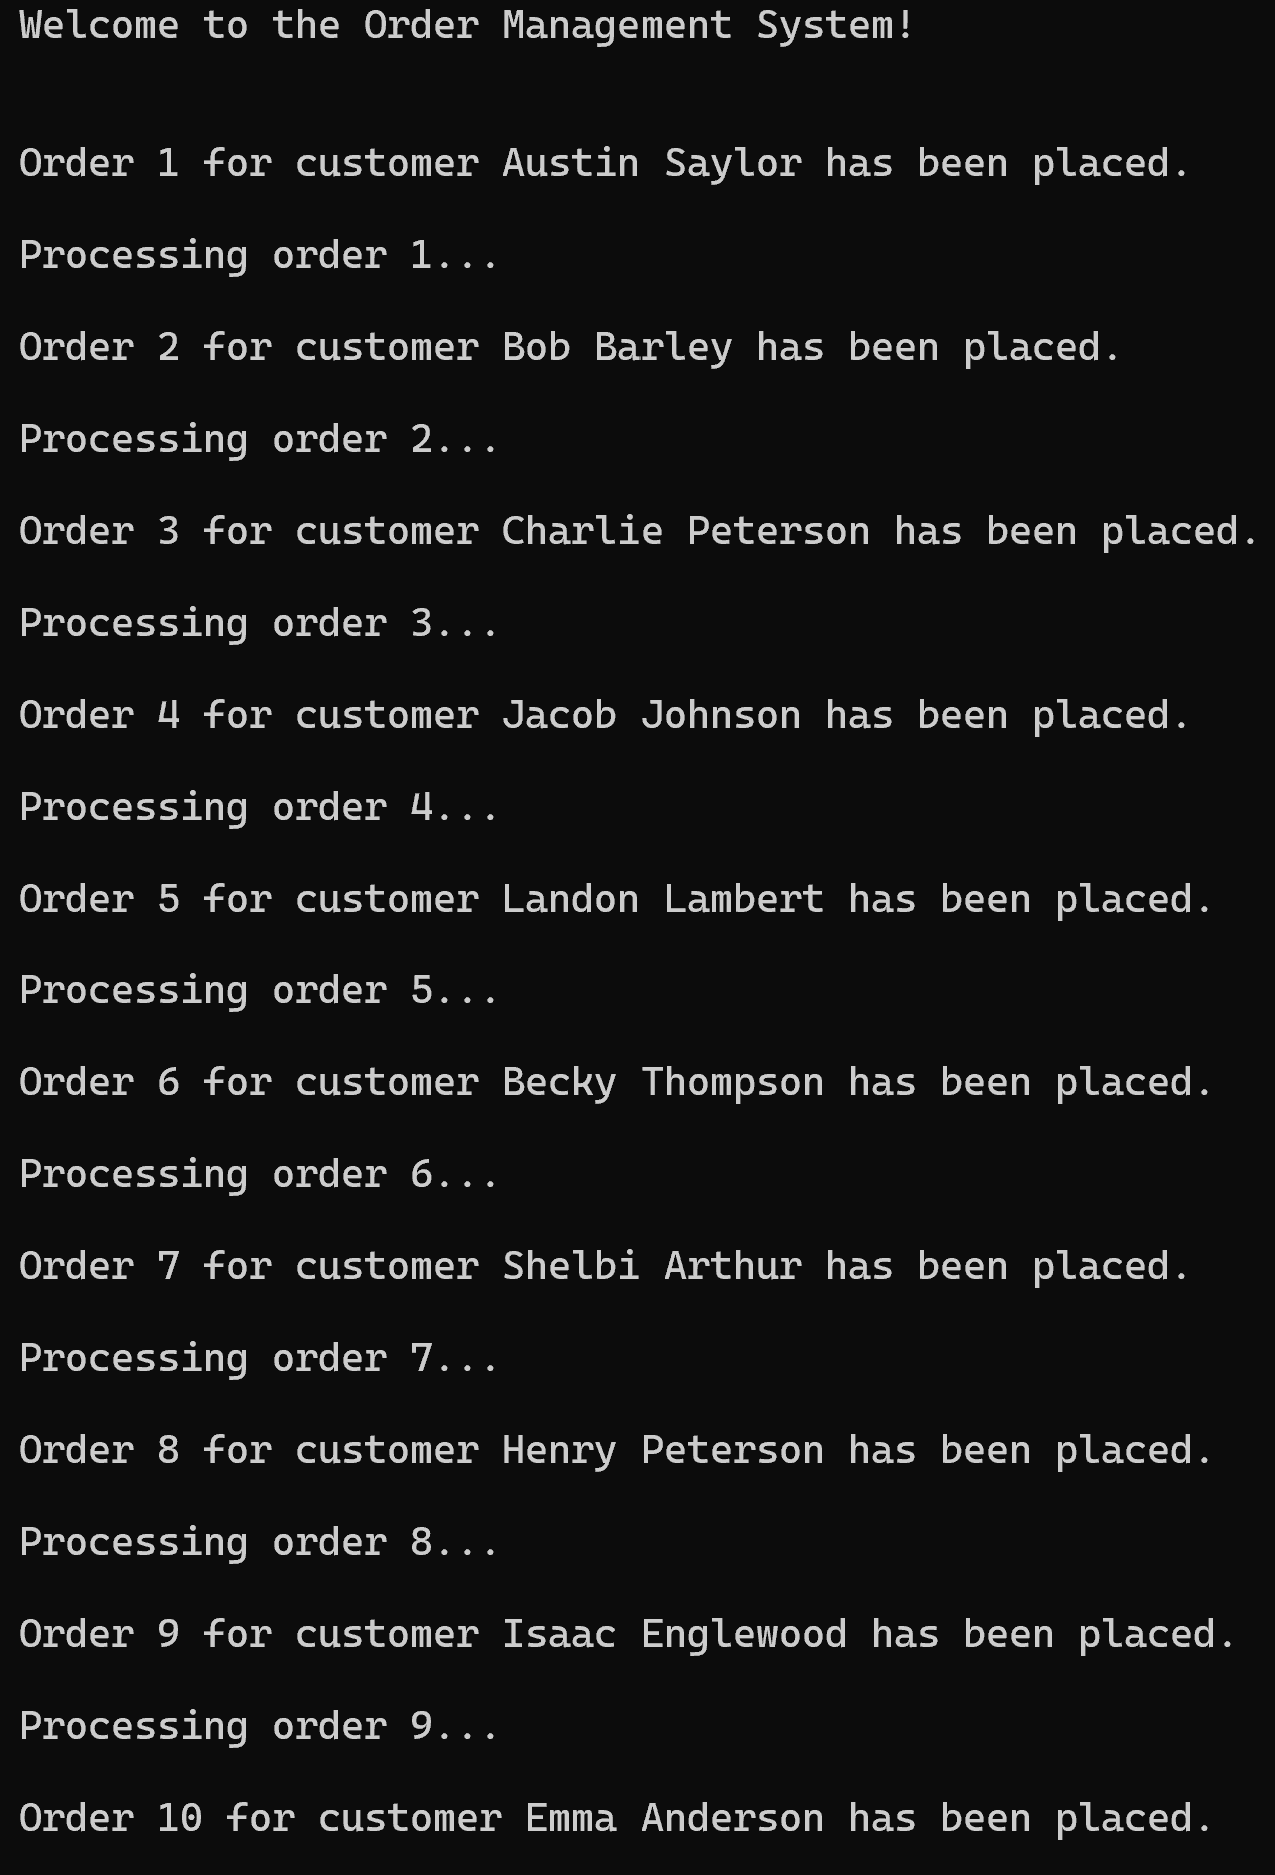 Welcome to the Order Management System!
Order 1 for customer Austin Saylor has been placed.
Processing order 1...
Order 2 for customer Bob Barley has been placed.
Processing order 2...
Order 3 for customer Charlie Peterson has been placed.
Processing order 3...
Order 4 for customer Jacob Johnson has been placed.
Processing order 4...
Order 5 for customer Landon Lambert has been placed.
Processing order 5...
Order 6 for customer Becky Thompson has been placed.
Processing order 6...
Order 7 for customer Shelbi Arthur has been placed.
Processing order 7...
Order 8 for customer Henry Peterson has been placed.
Processing order 8...
Order 9 for customer Isaac Englewood has been placed.
Processing order 9...
Order 10 for customer Emma Anderson has been placed.